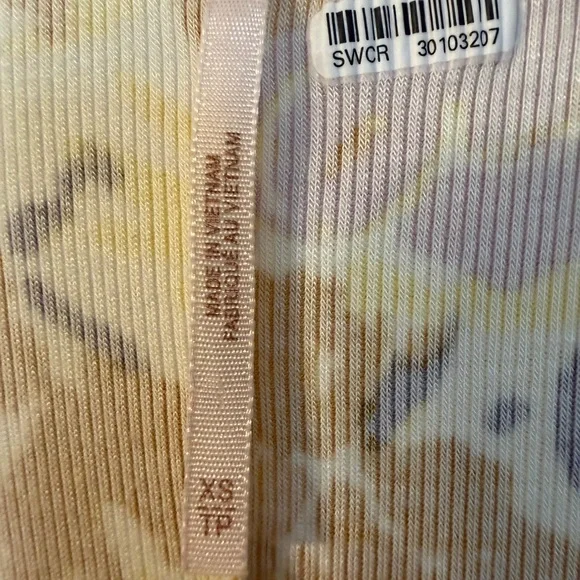 SWCR 30103207
MADE IN VIETNAM
FABRIQUÉ AU VIETNAM
XS
TP